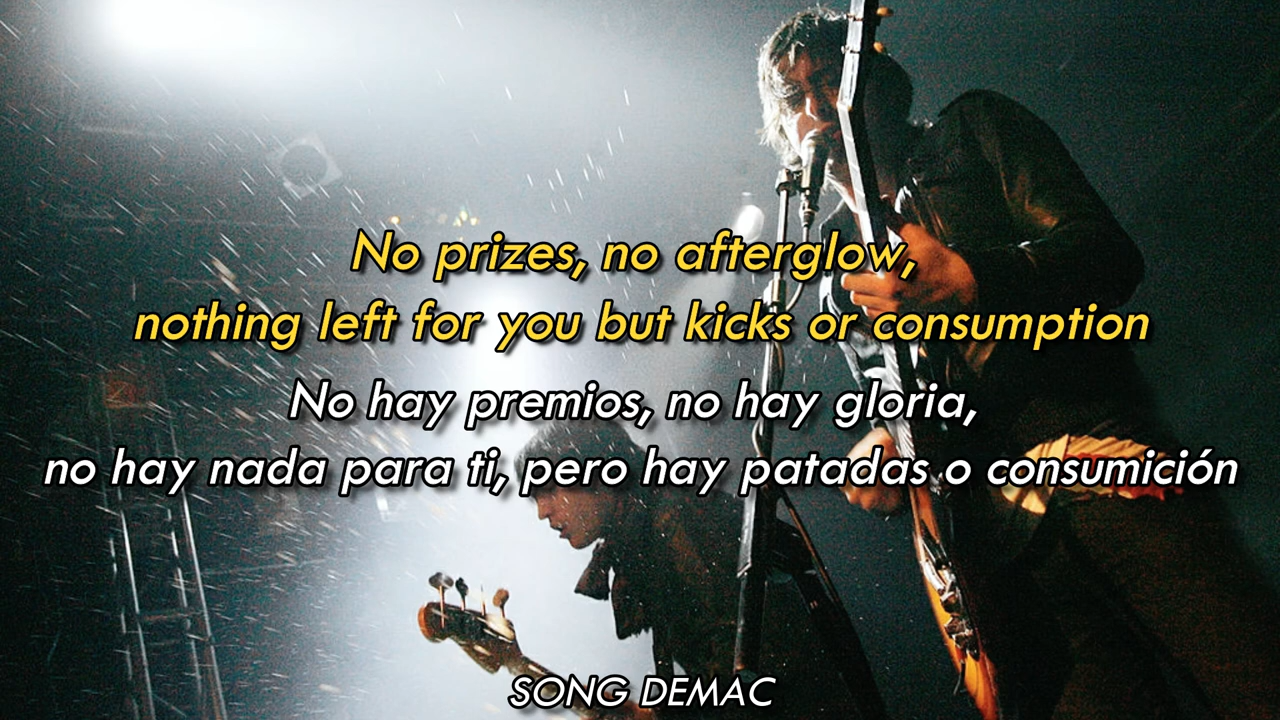 No prizes, no afterglow,
nothing left for you but kicks or consumption
No hay premios, no hay gloria,
no hay nada para ti, pero hay patadas o consumición
SONG DEMAC